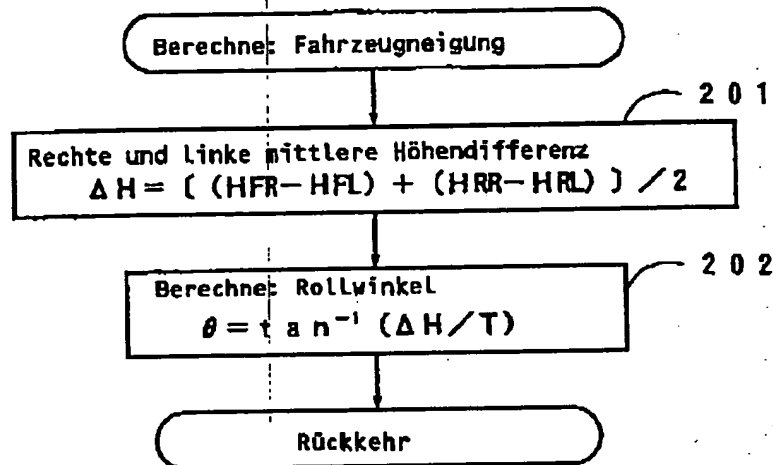 Berechne: Fahrzeugneigung
201
Rechte und linke mittlere Höhendifferenz
ΔH = [ (HFR−HFL) + (HRR−HRL) ] / 2
202
Berechne: Rollwinkel
θ = tan⁻¹ (ΔH/T)
Rückkehr